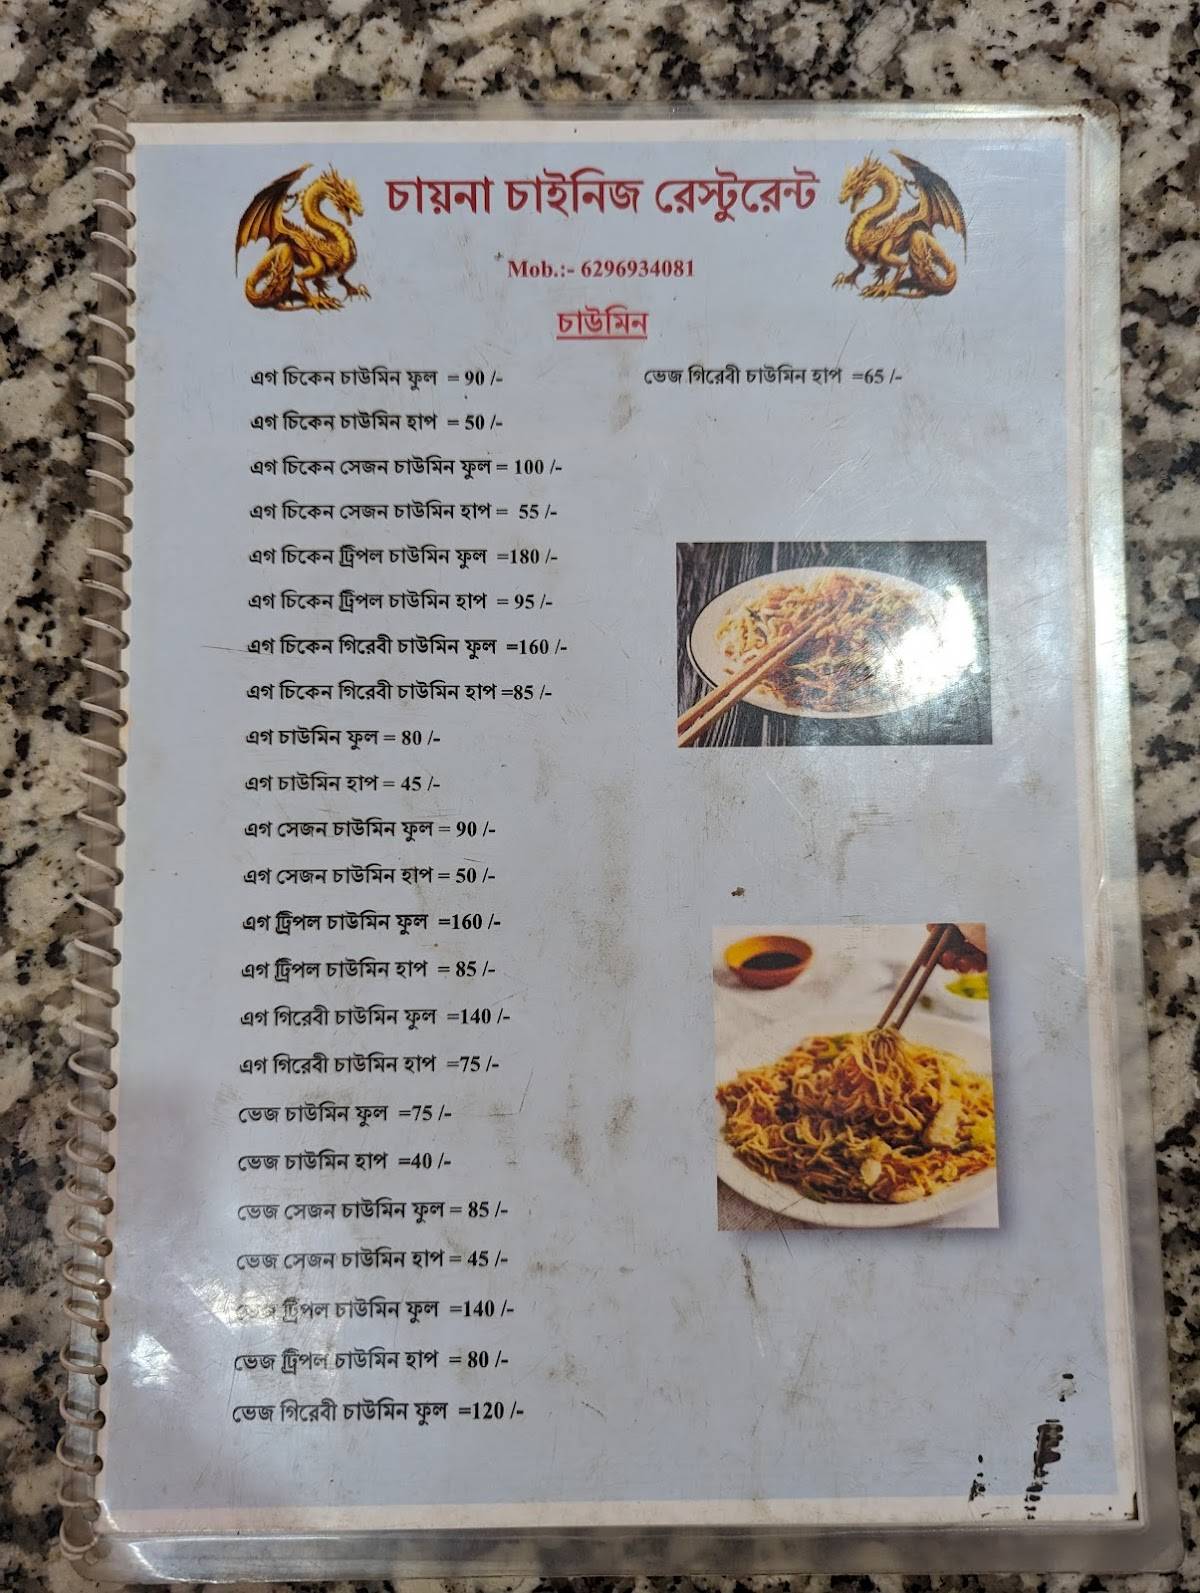 চায়না চাইনিজ রেস্টুরেন্ট
Mob.:- 6296934081
চাউমিন
এগ চিকেন চাউমিন ফুল = 90 /-
এগ চিকেন চাউমিন হাপ = 50 /-
এগ চিকেন সেজন চাউমিন ফুল = 100 /-
এগ চিকেন সেজন চাউমিন হাপ = 55 /-
এগ চিকেন ট্রিপল চাউমিন ফুল =180 /-
এগ চিকেন ট্রিপল চাউমিন হাপ = 95 /-
এগ চিকেন গিরেবী চাউমিন ফুল =160 /-
এগ চিকেন গিরেবী চাউমিন হাপ =85 /-
এগ চাউমিন ফুল = 80 /-
এগ চাউমিন হাপ = 45 /-
এগ সেজন চাউমিন ফুল = 90 /-
এগ সেজন চাউমিন হাপ = 50 /-
এগ ট্রিপল চাউমিন ফুল =160 /-
এগ ট্রিপল চাউমিন হাপ = 85 /-
এগ গিরেবী চাউমিন ফুল =140 /-
এগ গিরেবী চাউমিন হাপ =75 /-
ভেজ চাউমিন ফুল =75 /-
ভেজ চাউমিন হাপ =40 /-
ভেজ সেজন চাউমিন ফুল = 85 /-
ভেজ সেজন চাউমিন হাপ = 45 /-
ভেজ ট্রিপল চাউমিন ফুল =140 /-
ভেজ ট্রিপল চাউমিন হাপ = 80 /-
ভেজ গিরেবী চাউমিন ফুল =120 /-
ভেজ গিরেবী চাউমিন হাপ =65 /-